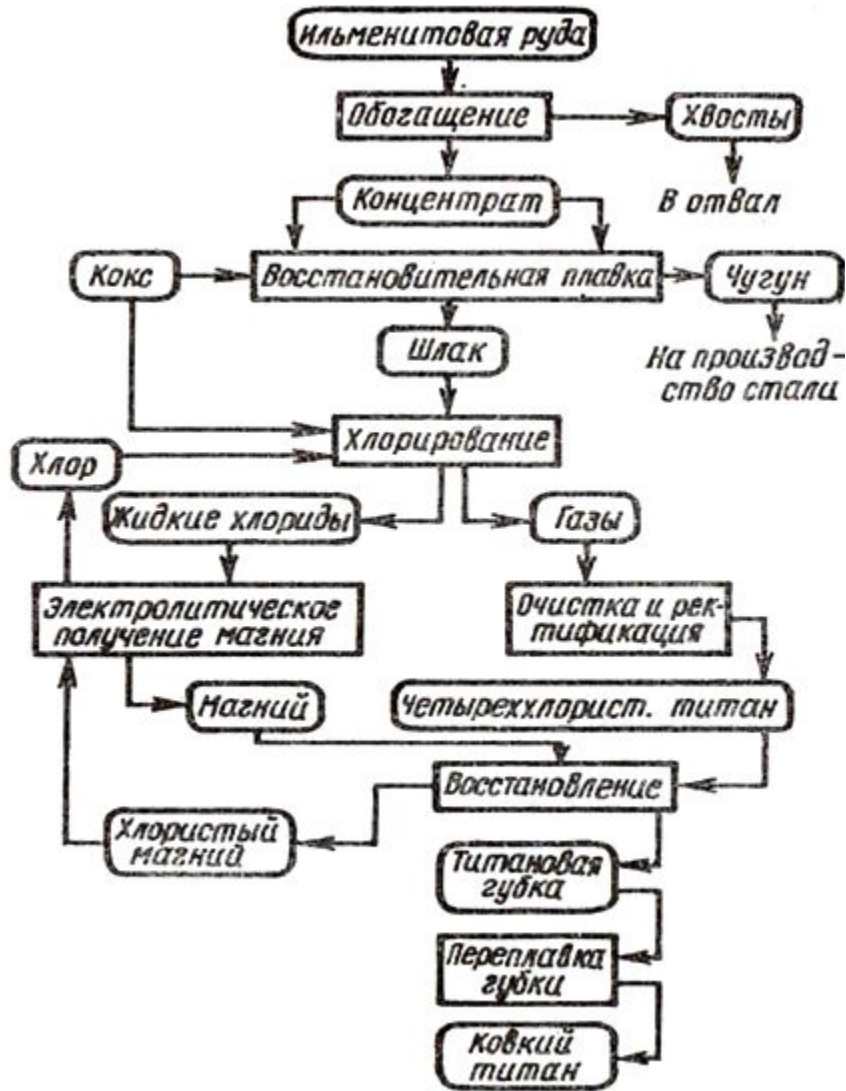 Ильменитовая руда
Обогащение
Хвосты
В отвал
Концентрат
Кокс
Восстановительная плавка
Чугун
Шлак
На производ-
ство стали
Хлорирование
Хлор
Жидкие хлориды
Газы
Электролитическое
получение магния
Очистка и рек-
тификация
Магний
Четыреххлорист. титан
Восстановление
Хлористый
магний
Титановая
губка
Переплавка
губки
Ковкий
титан